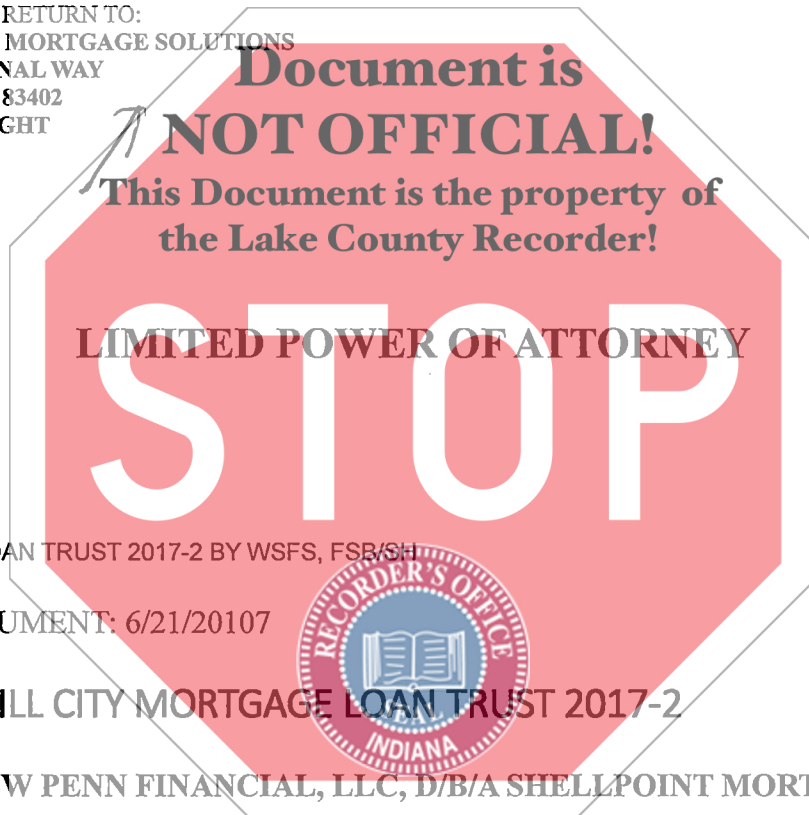 RETURN TO:
MORTGAGE SOLUTIONS
NAL WAY
83402
GHT
Document is
NOT OFFICIAL!
This Document is the property of
the Lake County Recorder!
LIMITED POWER OF ATTORNEY
STOP
AN TRUST 2017-2 BY WSFS, FSB/SH
UMENT: 6/21/20107
RECORDER'S OFFICE
SEAL
INDIANA
ILL CITY MORTGAGE LOAN TRUST 2017-2
W PENN FINANCIAL, LLC, D/B/A SHELLPOINT MORT